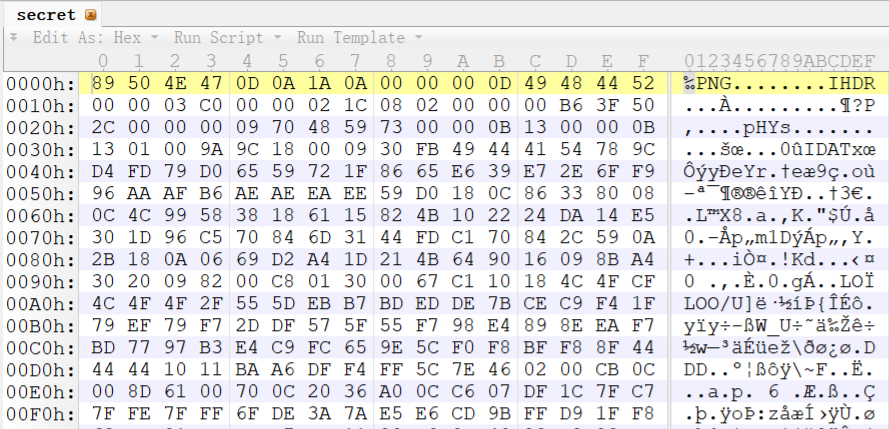 secret
Edit As: Hex Run Script Run Template
0 1 2 3 4 5 6 7 8 9 A B C D E F 0123456789ABCDEF
0000h: 89 50 4E 47 0D 0A 1A 0A 00 00 00 0D 49 48 44 52 ‰PNG........IHDR
0010h: 00 00 03 C0 00 00 02 1C 08 02 00 00 00 B6 3F 50 ...À.........¶?P
0020h: 2C 00 00 00 09 70 48 59 73 00 00 0B 13 00 00 0B ,....pHYs.......
0030h: 13 01 00 9A 9C 18 00 09 30 FB 49 44 41 54 78 9C ...šœ...0ûIDATxœ
0040h: D4 FD 79 D0 65 59 72 1F 86 65 E6 39 E7 2E 6F F9 ÔýyÐeYr.†eæ9ç.où
0050h: 96 AA AF B6 AE AE EA EE 59 D0 18 0C 86 33 80 08 –ª¯¶®®êîYÐ..†3€.
0060h: 0C 4C 99 58 38 18 61 15 82 4B 10 22 24 DA 14 E5 .L™X8.a.‚K."$Ú.å
0070h: 30 1D 96 C5 70 84 6D 31 44 FD C1 70 84 2C 59 0A 0.–Åp„m1DýÁp„,Y.
0080h: 2B 18 0A 06 69 D2 A4 1D 21 4B 64 90 16 09 8B A4 +...iÒ¤.!Kd...‹¤
0090h: 30 20 09 82 00 C8 01 30 00 67 C1 10 18 4C 4F CF 0 .‚.È.0.gÁ..LOÏ
00A0h: 4C 4F 4F 2F 55 5D EB B7 BD ED DE 7B CE C9 F4 1F LOO/U]ë·½íÞ{ÎÉô.
00B0h: 79 EF 79 F7 2D DF 57 5F 55 F7 98 E4 89 8E EA F7 yïy÷-ßW_U÷˜ä‰Žê÷
00C0h: BD 77 97 B3 E4 C9 FC 65 9E 5C F0 F8 BF F8 8F 44 ½w—³äÉüež\ðø¿ø.D
00D0h: 44 44 10 11 BA A6 DF F4 FF 5C 7E 46 02 00 CB 0C DD..º¦ßôÿ\~F..Ë.
00E0h: 00 8D 61 00 70 0C 20 36 A0 0C C6 07 DF 1C 7F C7 ..a.p. 6 .Æ.ß..Ç
00F0h: 7F FE 7F FF 6F DE 3A 7A E5 E6 CD 9B FF D9 1F F8 .þ.ÿoÞ:zåæÍ›ÿÙ.ø